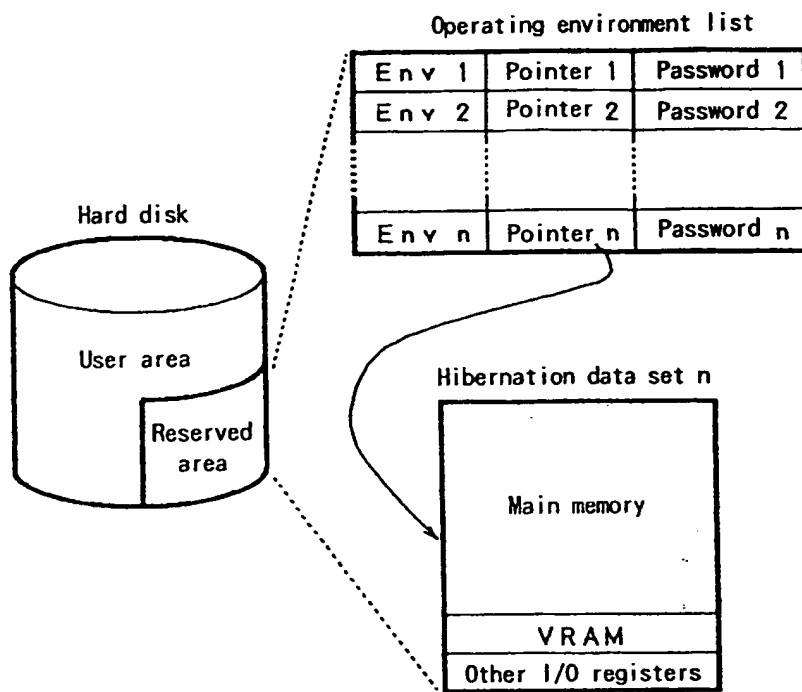 Operating environment list
Env 1 Pointer 1 Password 1
Env 2 Pointer 2 Password 2
Env n Pointer n Password n
Hard disk
User area
Reserved
area
Hibernation data set n
Main memory
VRAM
Other I/O registers